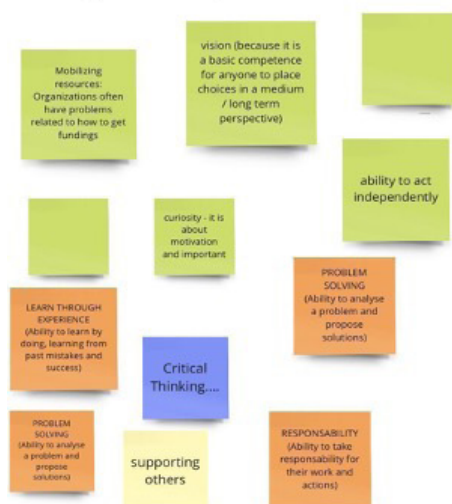 Mobilizing
resources:
Organizations often
have problems
related to how to get
fundings
vision (because it is
a basic competence
for anyone to place
choices in a medium
/ long term
perspective)
ability to act
independently
curiosity - it is
about
motivation
and important
PROBLEM
SOLVING
(Ability to analyse
a problem and
propose
solutions)
LEARN THROUGH
EXPERIENCE
(Ability to learn by
doing, learning from
past mistakes and
success)
Critical
Thinking....
PROBLEM
SOLVING
(Ability to analyse
a problem and
propose
solutions)
supporting
others
RESPONSABILITY
(Ability to take
responsability for
their work and
actions)